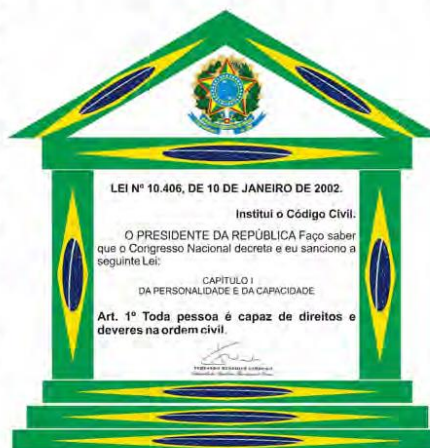 LEI Nº 10.406, DE 10 DE JANEIRO DE 2002.
Institui o Código Civil.
O PRESIDENTE DA REPÚBLICA Faço saber
que o Congresso Nacional decreta e eu sanciono a
seguinte Lei:
CAPÍTULO I
DA PERSONALIDADE E DA CAPACIDADE
Art. 1º Toda pessoa é capaz de direitos e
deveres na ordem civil.